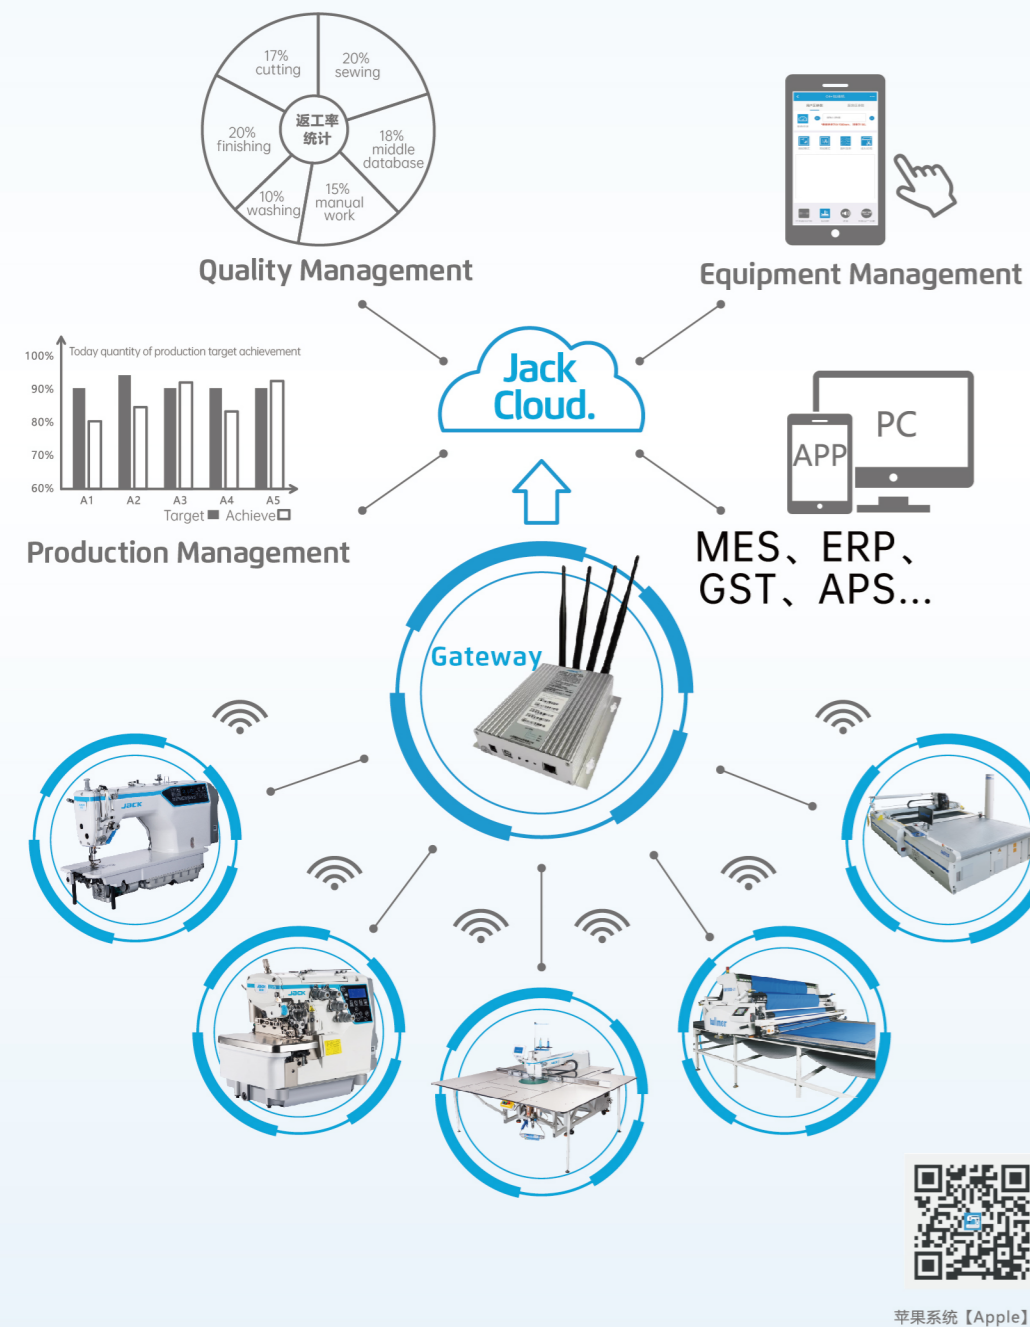 17%
cutting
20%
sewing
返工率
统计
20%
finishing
18%
middle
database
10%
washing
15%
manual
work
Quality Management
Equipment Management
Today quantity of production target achievement
100%
90%
80%
70%
60%
A1 A2 A3 A4 A5
Target Achieve
Production Management
Jack
Cloud.
APP
PC
MES、ERP、
GST、APS...
Gateway
JACK
JACK
苹果系统【Apple】